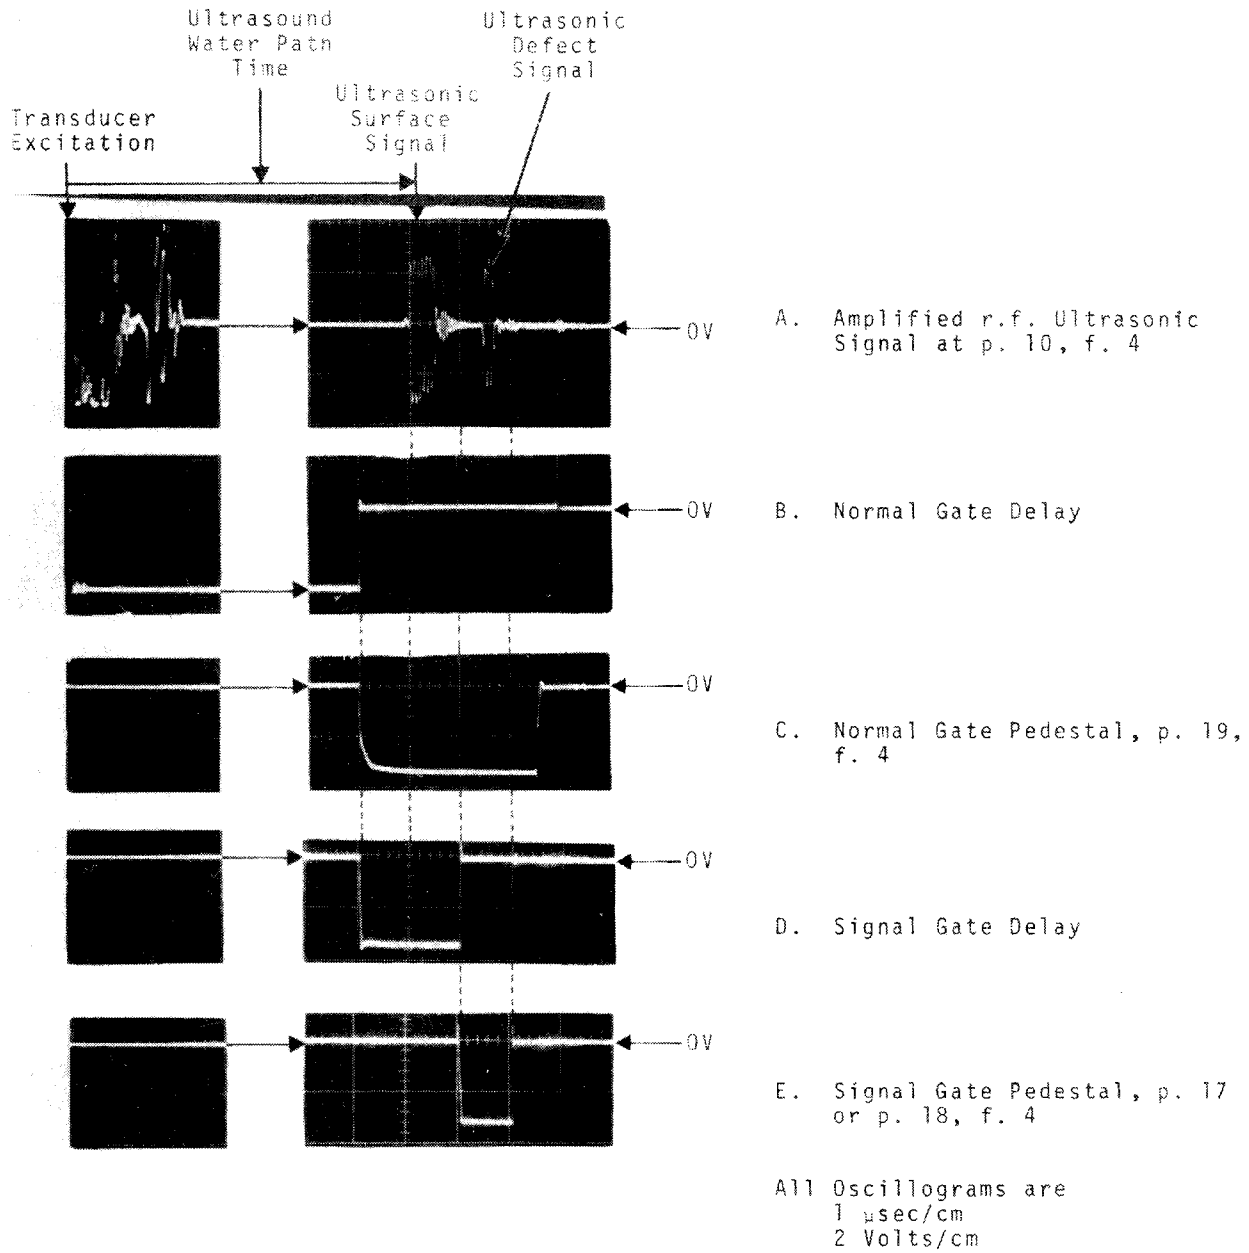 Ultrasound
Water Path
Time
Ultrasonic
Defect
Signal
Transducer
Excitation
Ultrasonic
Surface
Signal
0V
A. Amplified r.f. Ultrasonic
Signal at p. 10, f. 4
0V
B. Normal Gate Delay
0V
C. Normal Gate Pedestal, p. 19,
f. 4
0V
D. Signal Gate Delay
0V
E. Signal Gate Pedestal, p. 17
or p. 18, f. 4
All Oscillograms are
1 μsec/cm
2 Volts/cm